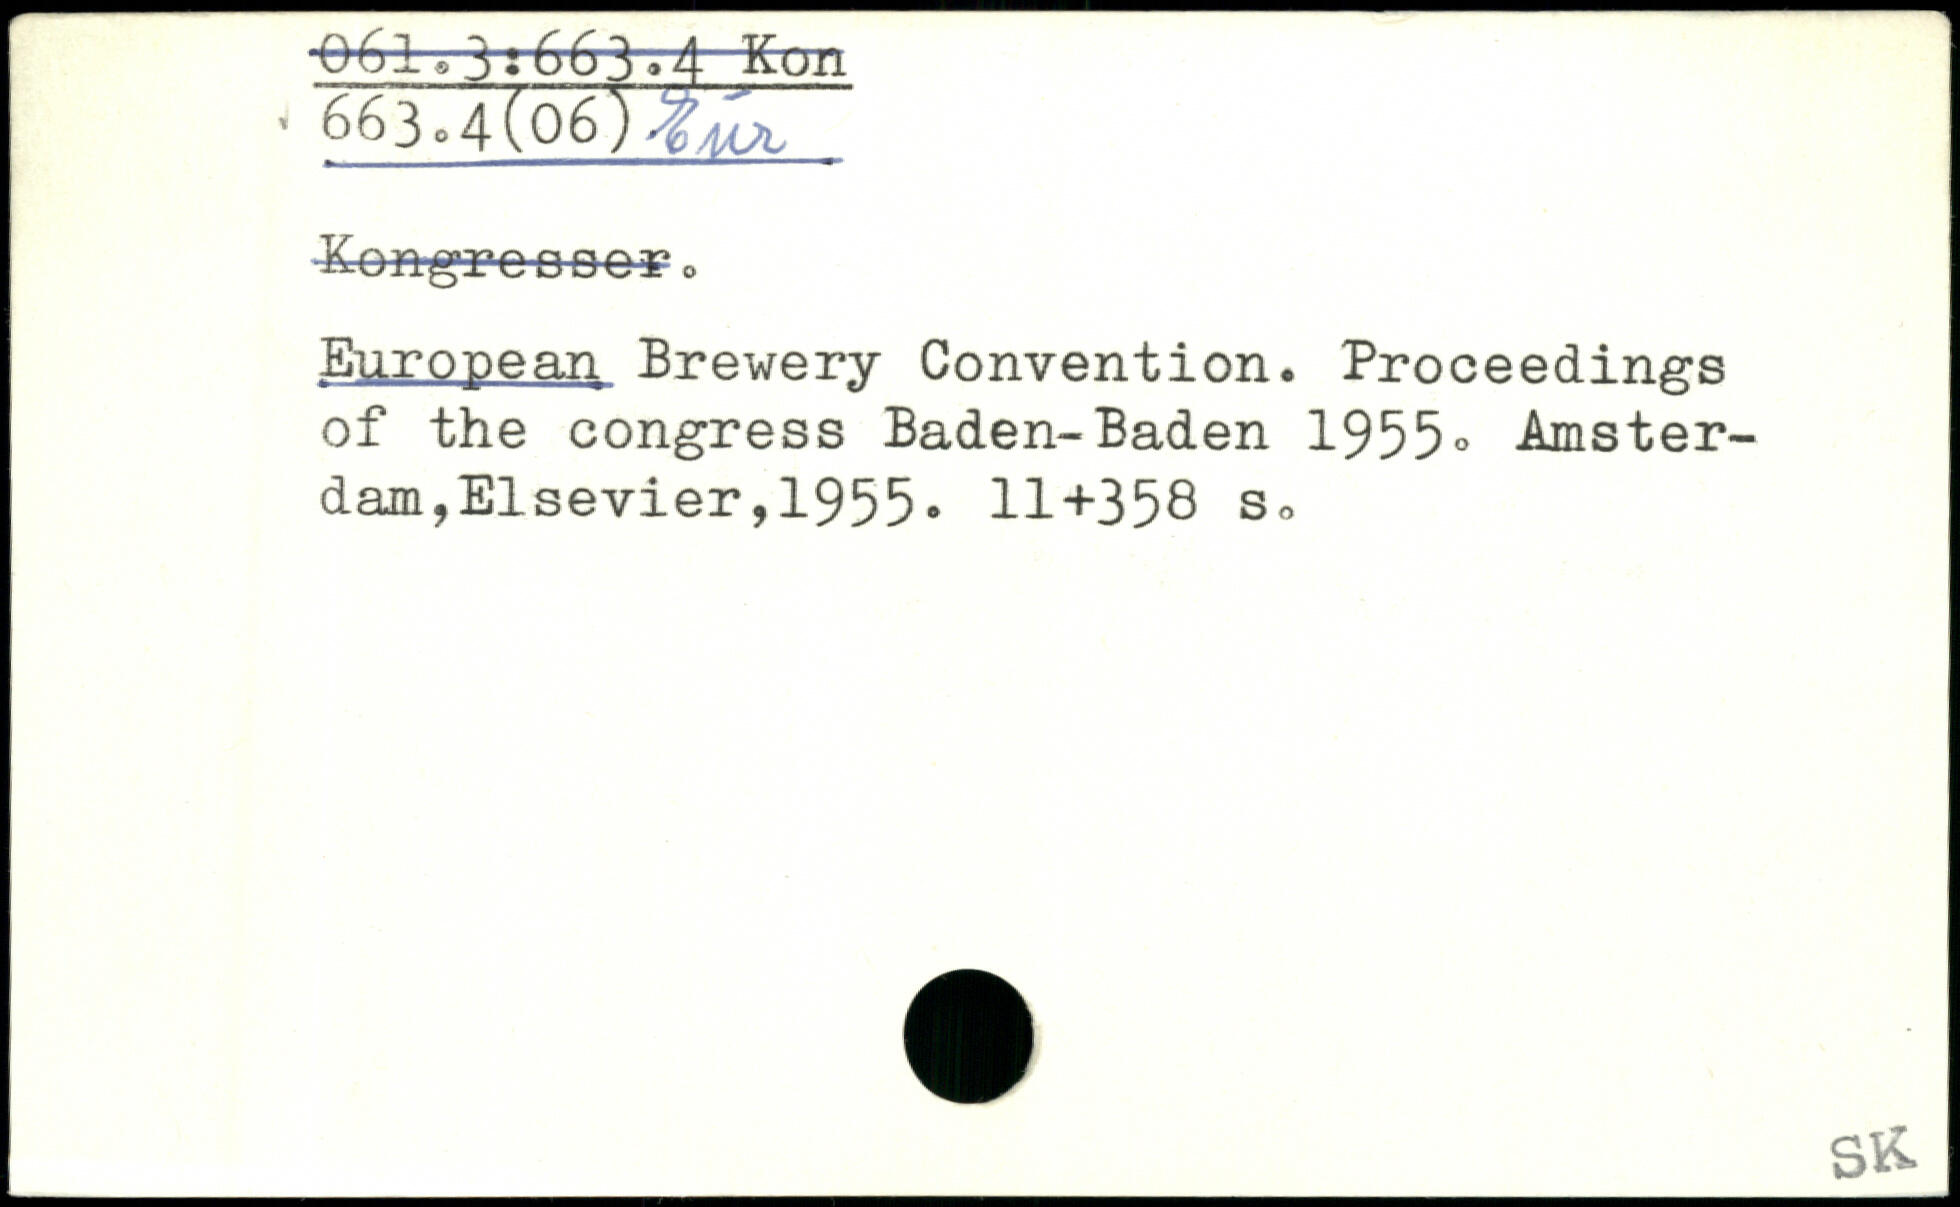 061.3:663.4 Kon
663.4(06) Eur
Kongresser.
European Brewery Convention. Proceedings
of the congress Baden-Baden 1955. Amster-
dam,Elsevier,1955. 11+358 s.
SK